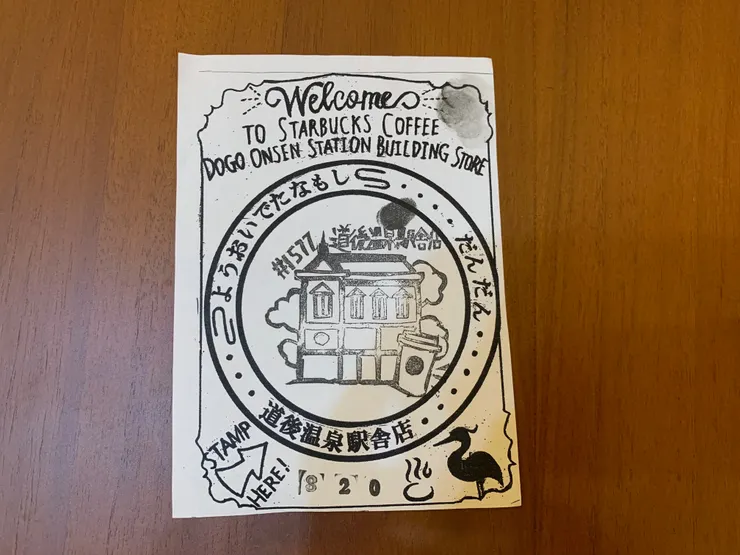 Welcome
TO STARBUCKS COFFEE
DOGO ONSEN STATION BUILDING STORE
ようおいでたなもし
だんだん
#1577
道後温泉駅舎店
道後温泉駅舎店
STAMP
HERE!
8 2 0